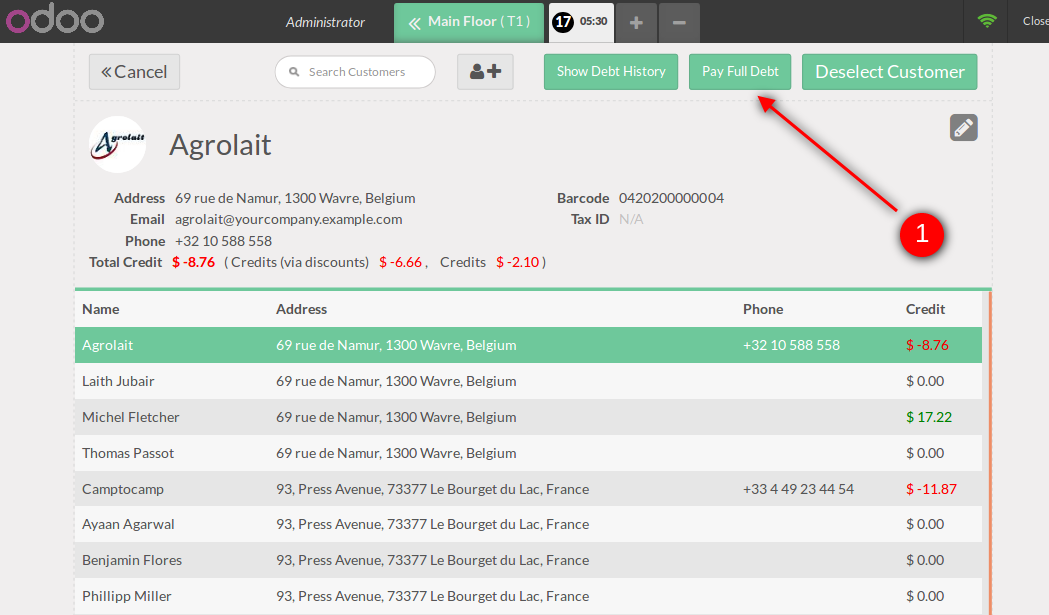 odoo Administrator « Main Floor ( T1 ) 17 05:30 + − Close
« Cancel Search Customers Show Debt History Pay Full Debt Deselect Customer
Agrolait Agrolait
Address 69 rue de Namur, 1300 Wavre, Belgium Barcode 0420200000004
Email agrolait@yourcompany.example.com Tax ID N/A
1
Phone +32 10 588 558
Total Credit $ -8.76 ( Credits (via discounts) $ -6.66 , Credits $ -2.10 )
Name Address Phone Credit
Agrolait 69 rue de Namur, 1300 Wavre, Belgium +32 10 588 558 $ -8.76
Laith Jubair 69 rue de Namur, 1300 Wavre, Belgium $ 0.00
Michel Fletcher 69 rue de Namur, 1300 Wavre, Belgium $ 17.22
Thomas Passot 69 rue de Namur, 1300 Wavre, Belgium $ 0.00
Camptocamp 93, Press Avenue, 73377 Le Bourget du Lac, France +33 4 49 23 44 54 $ -11.87
Ayaan Agarwal 93, Press Avenue, 73377 Le Bourget du Lac, France $ 0.00
Benjamin Flores 93, Press Avenue, 73377 Le Bourget du Lac, France $ 0.00
Phillipp Miller 93, Press Avenue, 73377 Le Bourget du Lac, France $ 0.00